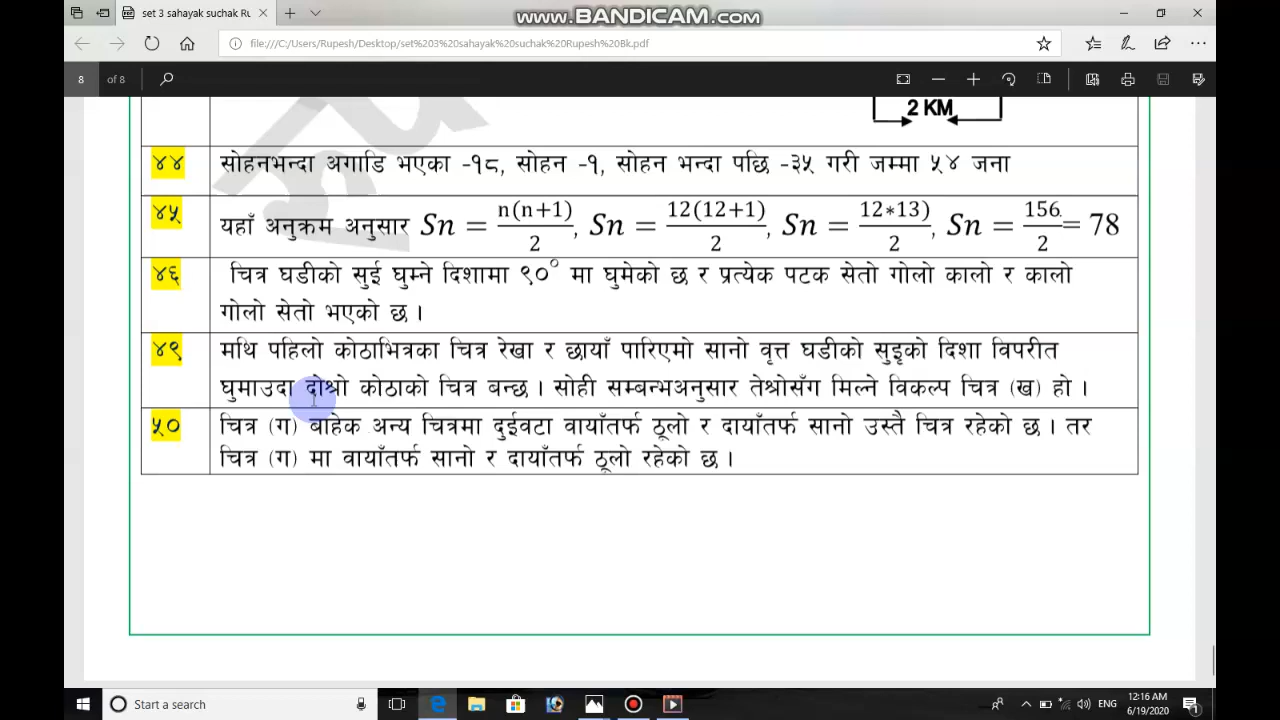 www.BANDICAM.com
set 3 sahayak suchak Ru
file:///C:/Users/Rupesh/Desktop/set%203%20sahayak%20suchak%20Rupesh%20Bk.pdf
8 of 8
2 KM
४४ सोहनभन्दा अगाडि भएका -१८, सोहन -१, सोहन भन्दा पछि -३५ गरी जम्मा ५४ जना
४५ यहाँ अनुक्रम अनुसार Sn = n(n+1)/2, Sn = 12(12+1)/2, Sn = 12*13)/2, Sn = 156/2 = 78
४६ चित्र घडीको सुई घुम्ने दिशामा ९०° मा घुमेको छ र प्रत्येक पटक सेतो गोलो कालो र कालो
गोलो सेतो भएको छ ।
४९ मथि पहिलो कोठाभित्रका चित्र रेखा र छायाँ पारिएमो सानो वृत्त घडीको सुइको दिशा विपरीत
घुमाउदा दोश्रो कोठाको चित्र बन्छ । सोही सम्बन्भअनुसार तेश्रोसँग मिल्ने विकल्प चित्र (ख) हो ।
५० चित्र (ग) बाहेक अन्य चित्रमा दुईवटा वायाँतर्फ ठूलो र दायाँतर्फ सानो उस्तै चित्र रहेको छ । तर
चित्र (ग) मा वायाँतर्फ सानो र दायाँतर्फ ठूलो रहेको छ ।
Start a search
ENG
12:16 AM
6/19/2020